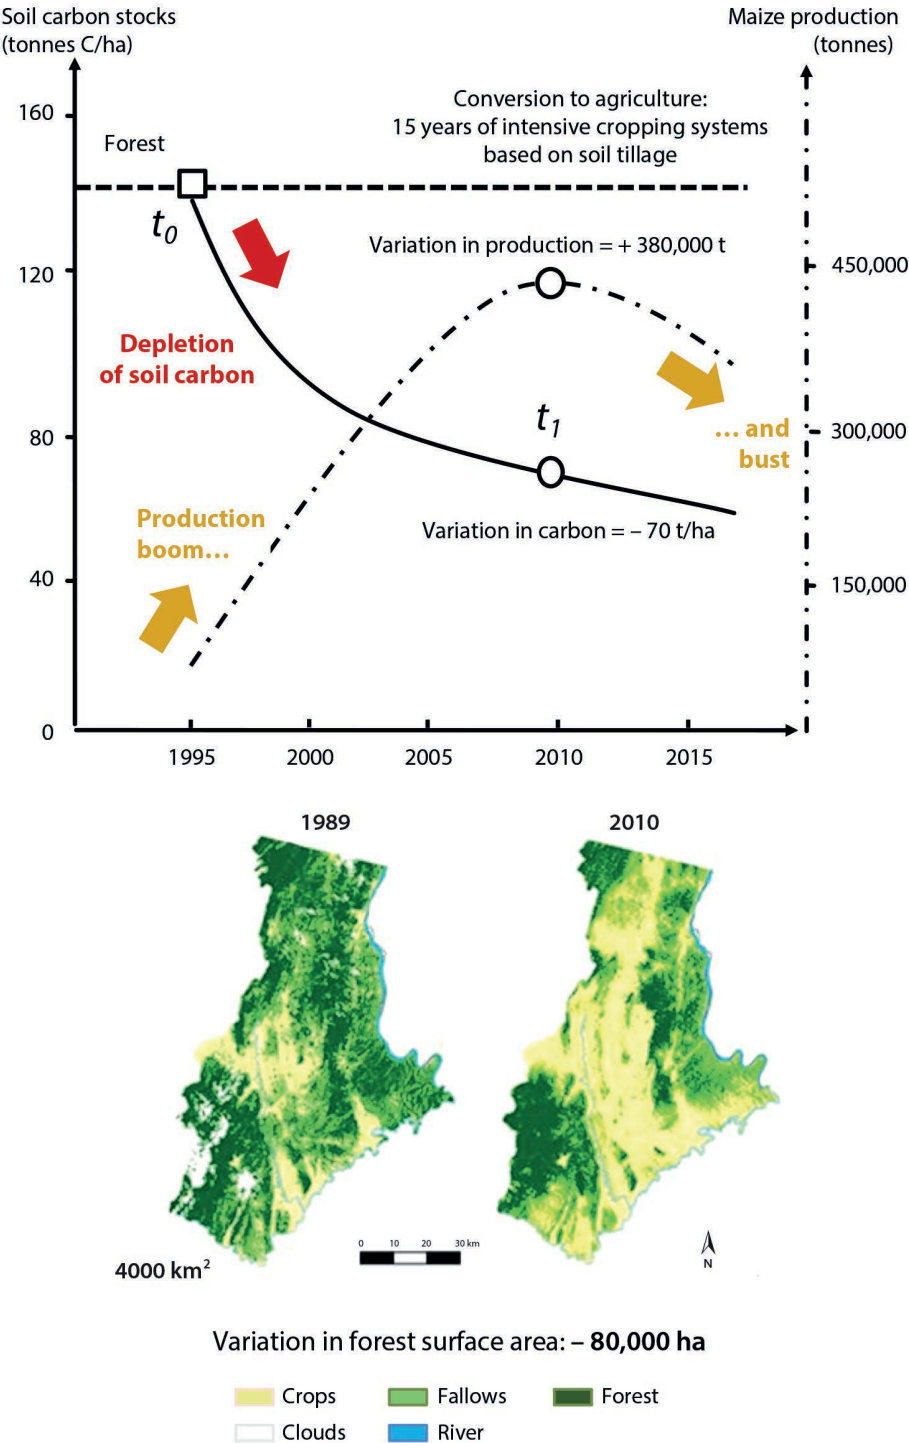 Soil carbon stocks
(tonnes C/ha)
Maize production
(tonnes)
160
120
80
40
0
Forest
Conversion to agriculture:
15 years of intensive cropping systems
based on soil tillage
t0
Variation in production = + 380,000 t
450,000
300,000
150,000
Depletion
of soil carbon
t1
… and
bust
Production
boom…
Variation in carbon = – 70 t/ha
1995 2000 2005 2010 2015
1989
2010
4000 km2
0 10 20 30 km
N
Variation in forest surface area: – 80,000 ha
Crops Fallows Forest
Clouds River